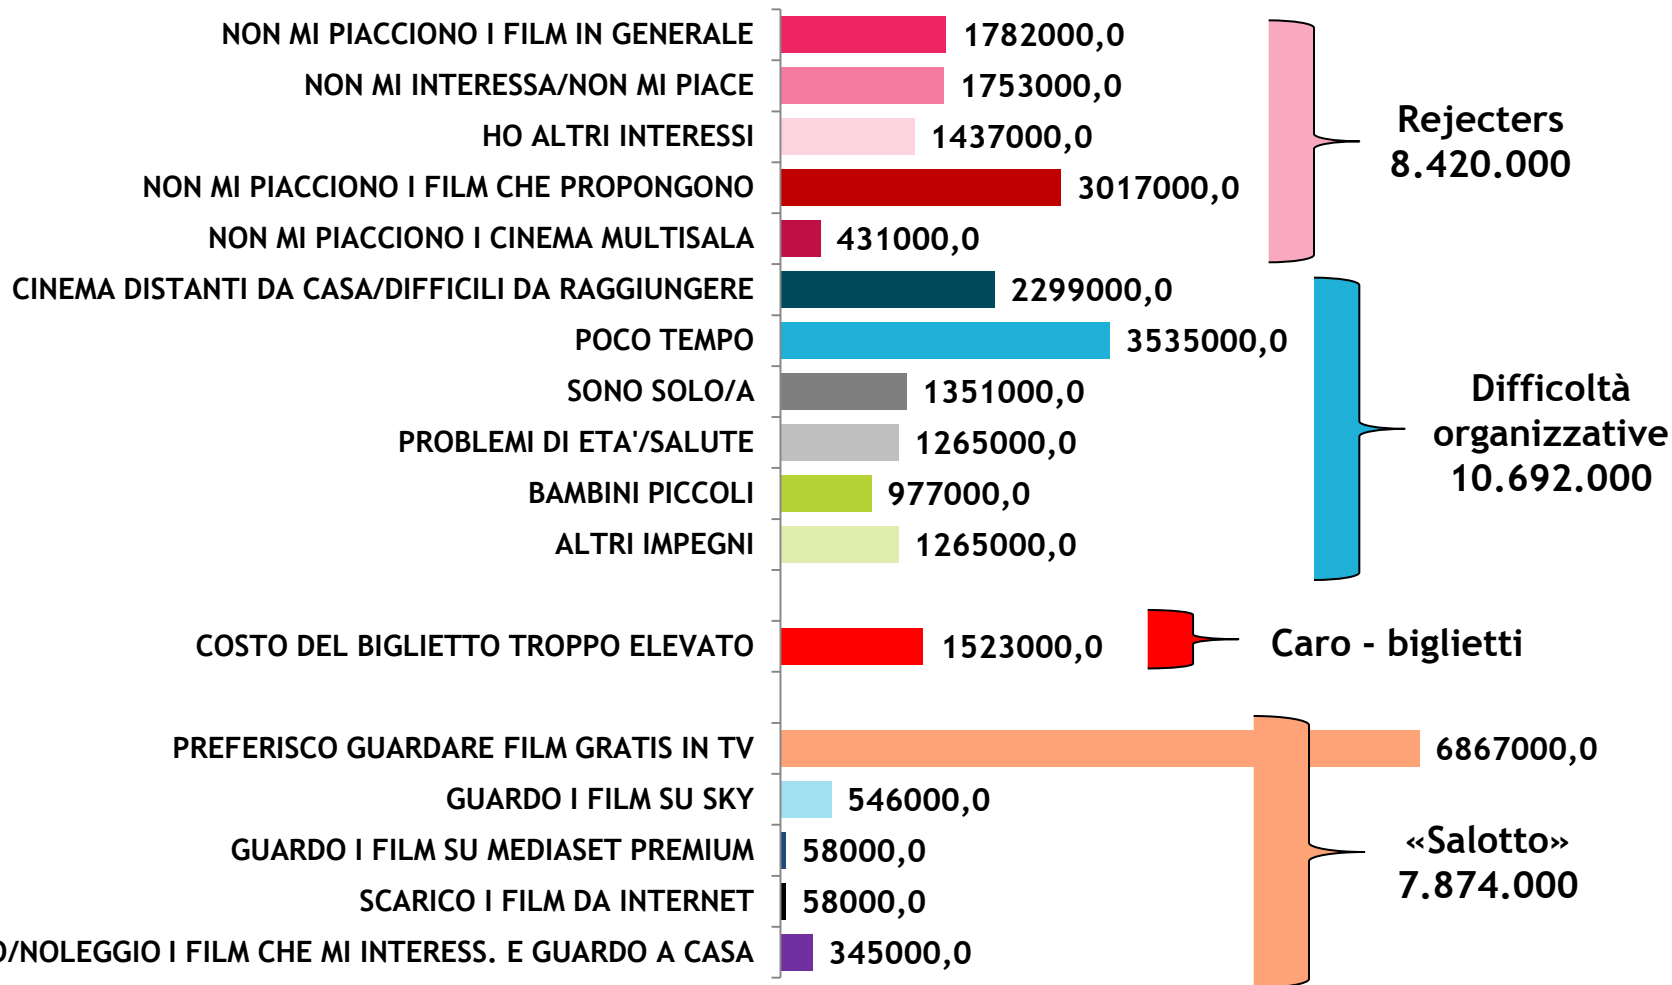 NON MI PIACCIONO I FILM IN GENERALE 1782000,0
NON MI INTERESSA/NON MI PIACE 1753000,0
HO ALTRI INTERESSI 1437000,0
NON MI PIACCIONO I FILM CHE PROPONGONO 3017000,0
NON MI PIACCIONO I CINEMA MULTISALA 431000,0
Rejecters
8.420.000
CINEMA DISTANTI DA CASA/DIFFICILI DA RAGGIUNGERE 2299000,0
POCO TEMPO 3535000,0
SONO SOLO/A 1351000,0
PROBLEMI DI ETA'/SALUTE 1265000,0
BAMBINI PICCOLI 977000,0
ALTRI IMPEGNI 1265000,0
Difficoltà
organizzative
10.692.000
COSTO DEL BIGLIETTO TROPPO ELEVATO 1523000,0
Caro - biglietti
PREFERISCO GUARDARE FILM GRATIS IN TV 6867000,0
GUARDO I FILM SU SKY 546000,0
GUARDO I FILM SU MEDIASET PREMIUM 58000,0
SCARICO I FILM DA INTERNET 58000,0
/NOLEGGIO I FILM CHE MI INTERESS. E GUARDO A CASA 345000,0
«Salotto»
7.874.000